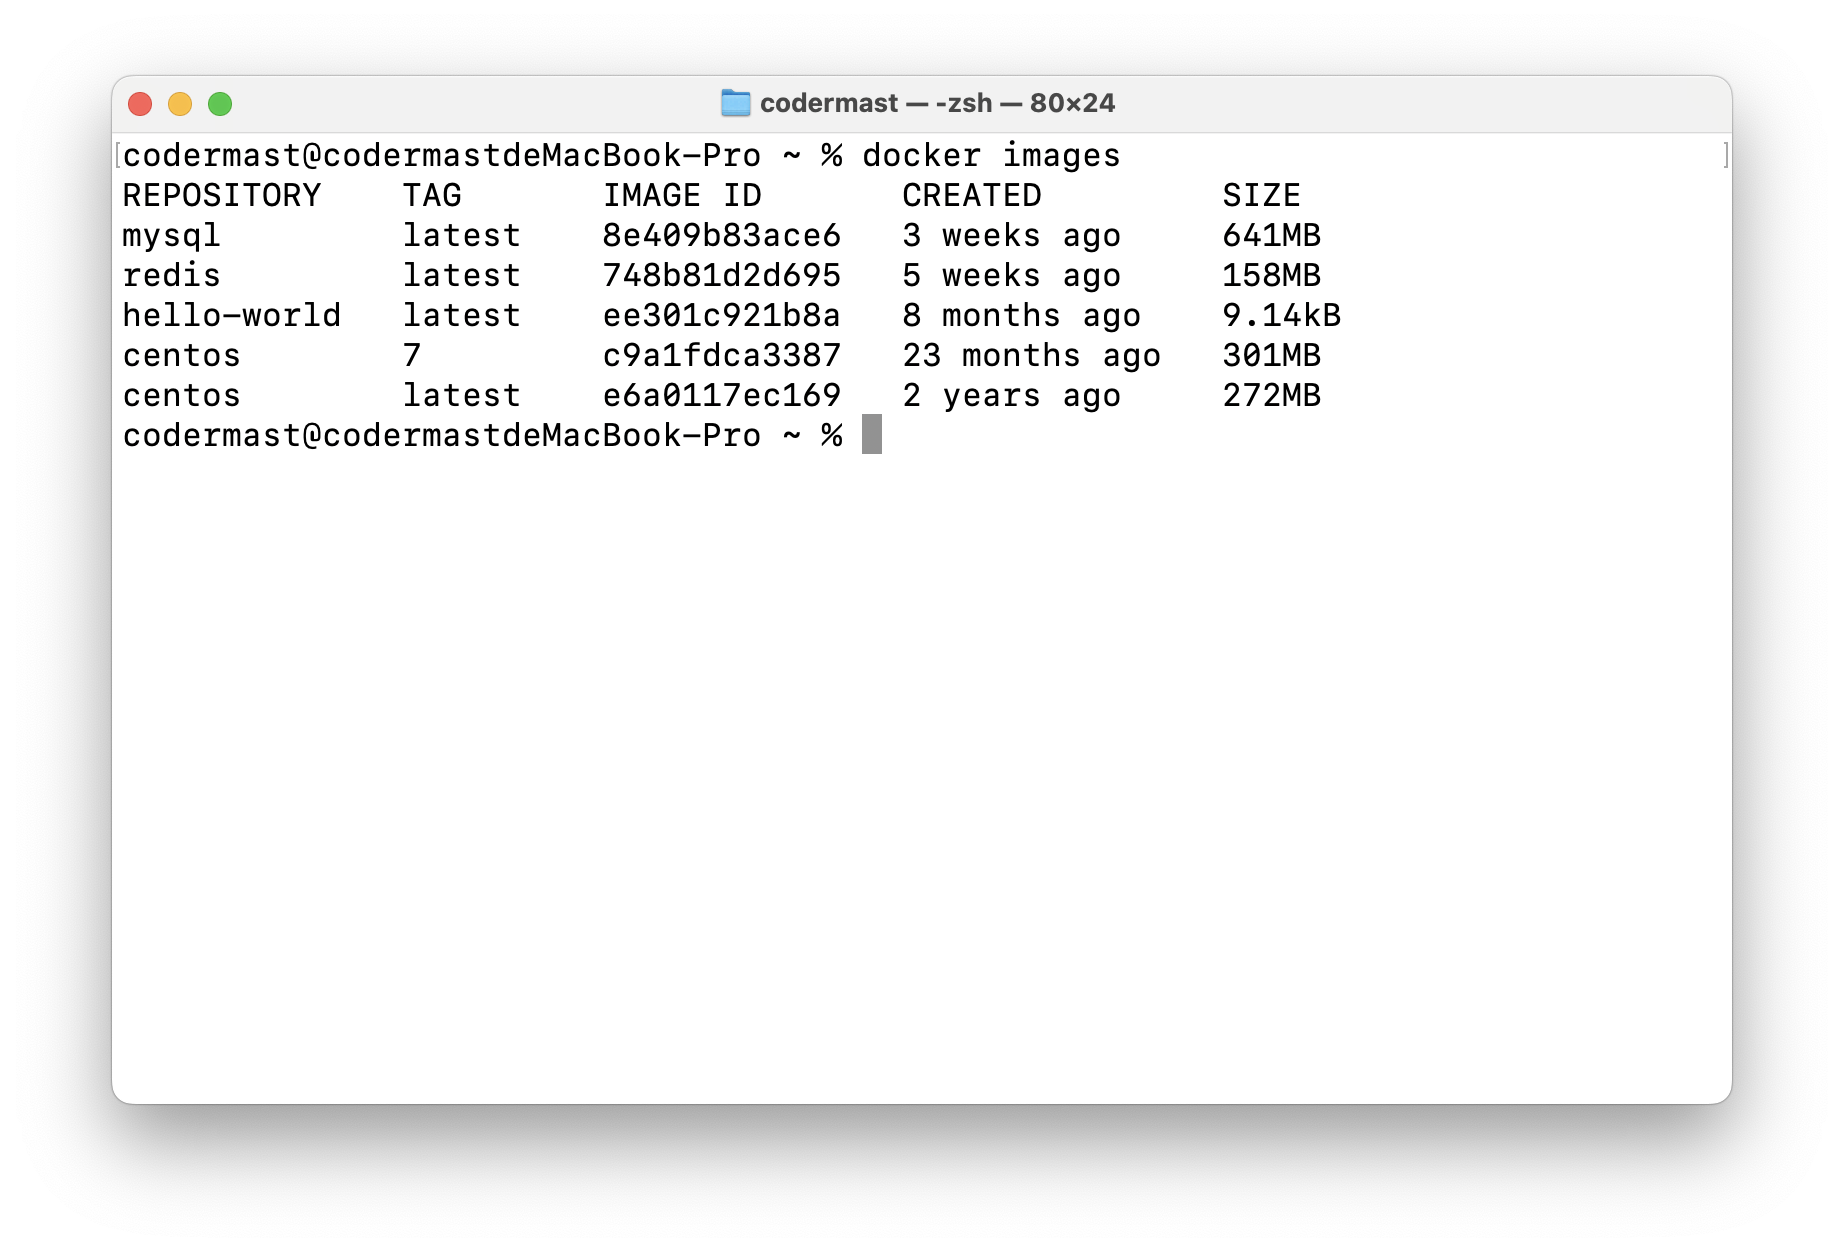 codermast — -zsh — 80×24
[codermast@codermastdeMacBook-Pro ~ % docker images ]
REPOSITORY    TAG       IMAGE ID       CREATED         SIZE
mysql         latest    8e409b83ace6   3 weeks ago     641MB
redis         latest    748b81d2d695   5 weeks ago     158MB
hello-world   latest    ee301c921b8a   8 months ago    9.14kB
centos        7         c9a1fdca3387   23 months ago   301MB
centos        latest    e6a0117ec169   2 years ago     272MB
codermast@codermastdeMacBook-Pro ~ %